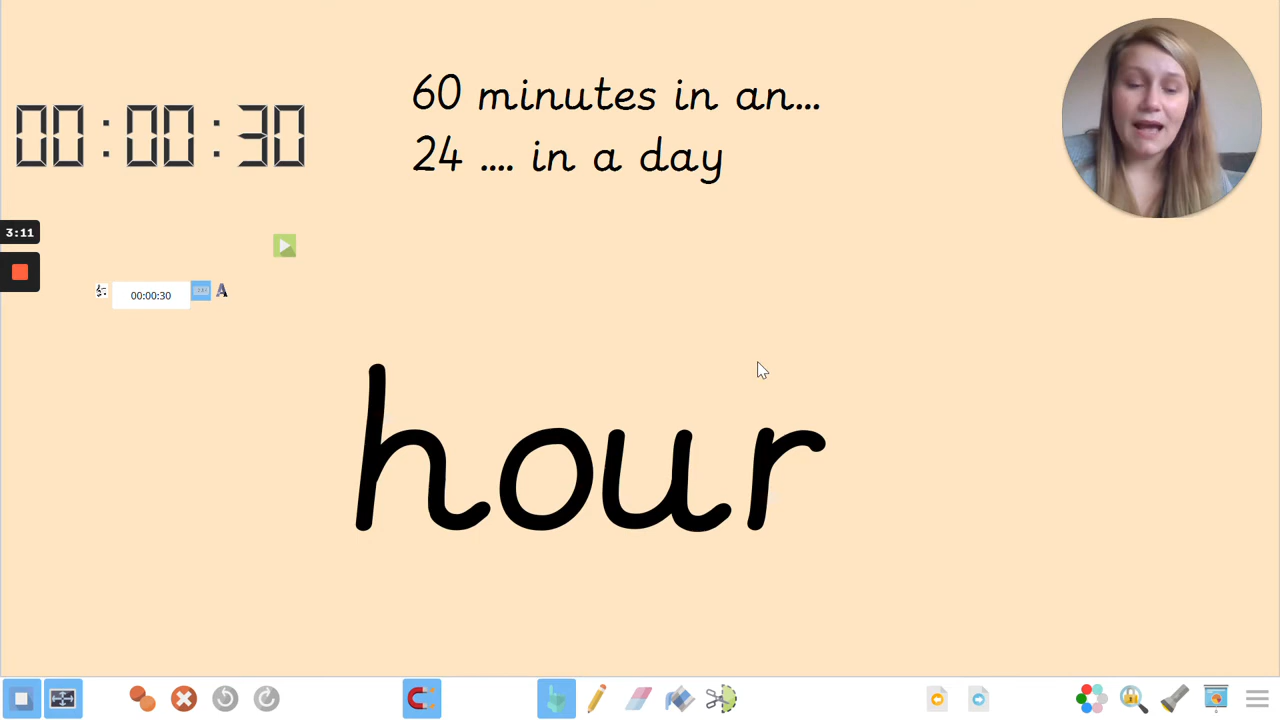 60 minutes in an...
00:00:30
24 .... in a day
3:11
00:00:30
A
hour